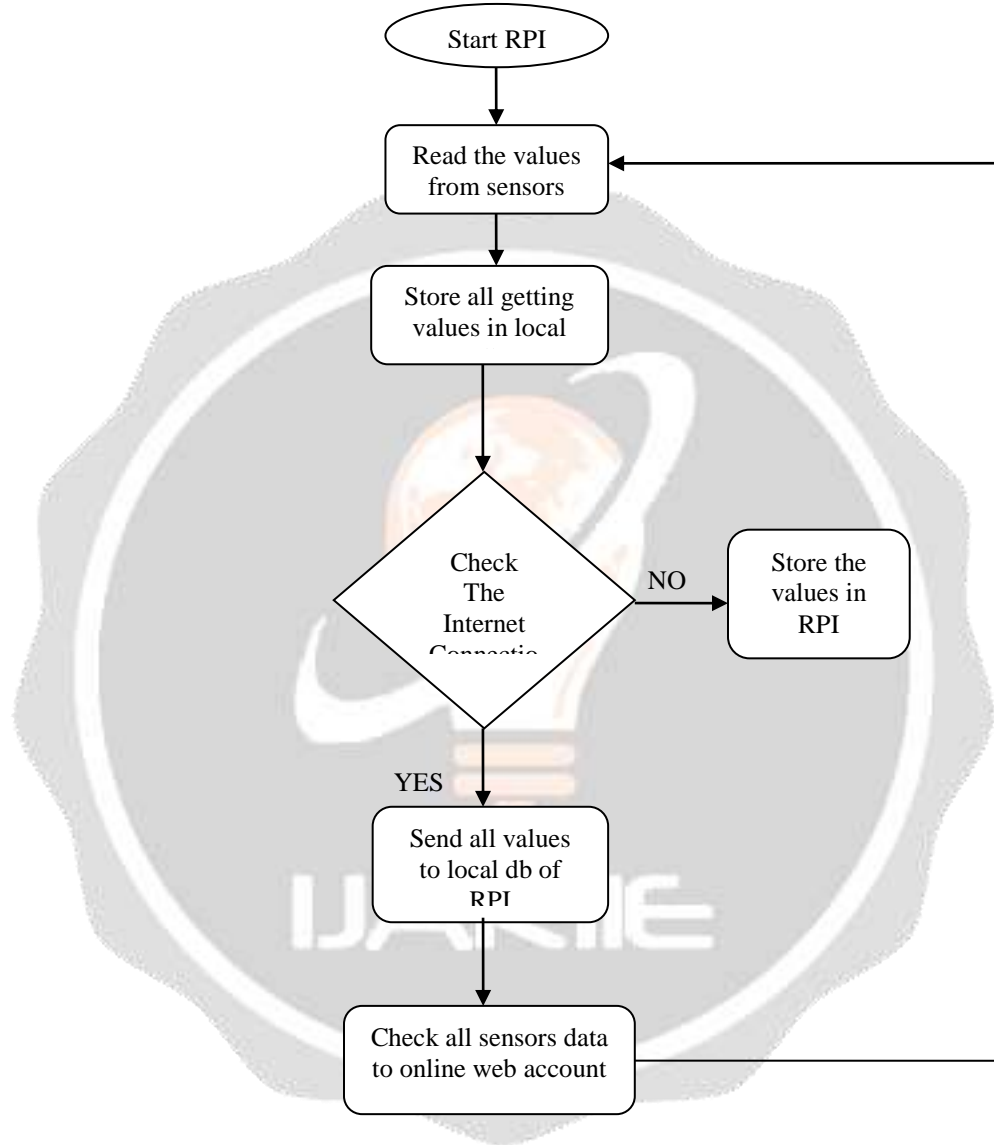 Start RPI
Read the values
from sensors
Store all getting
values in local
Check
The
Internet
Connectio
NO
Store the
values in
RPI
YES
Send all values
to local db of
RPI
IJARIIE
Check all sensors data
to online web account